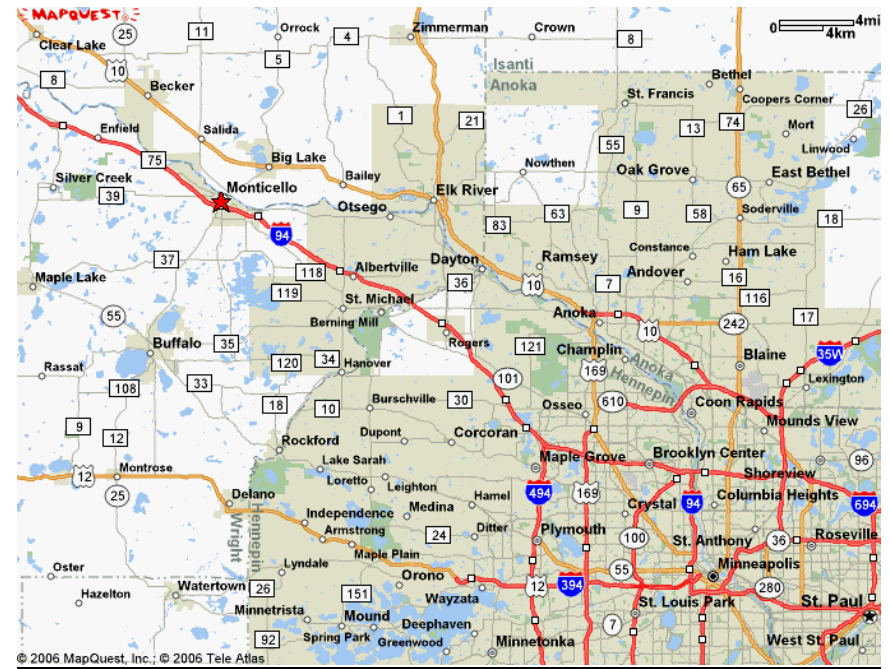 MAPQUEST
25
11
Orrock
4
Zimmerman
Crown
8
0 4mi
4km
Clear Lake
5
Isanti
Anoka
Bethel
8
10
Becker
1
21
St. Francis
Coopers Corner
26
Enfield
Salida
13
74
Mort
55
Linwood
75
Big Lake
Nowthen
Silver Creek
Bailey
Oak Grove
East Bethel
39
Monticello
Elk River
65
Otsego
63
9
58
Soderville
18
83
94
Constance
Ham Lake
37
118
Albertville
Dayton
Ramsey
Andover
16
Maple Lake
36
10
7
119
116
St. Michael
55
Berning Mill
Anoka
10
242
17
Buffalo
35
Rogers
121
Champlin
Blaine
35W
Rassat
120
34
Hanover
Anoka
Hennepin
169
Lexington
108
33
101
610
Coon Rapids
18
10
Burschville
30
Osseo
Mounds View
9
12
Dupont
Corcoran
Rockford
Maple Grove
Brooklyn Center
96
Montrose
Lake Sarah
Shoreview
12
25
Loretto
Leighton
494
169
94
Columbia Heights
694
Delano
Hamel
Crystal
Wright
Hennepin
Independence
Medina
Armstrong
24
Ditter
Plymouth
100
St. Anthony
36
Roseville
Maple Plain
Minneapolis
Oster
Lyndale
55
Hazelton
Watertown
26
151
Orono
12
394
280
Wayzata
Minnetrista
Mound
St. Louis Park
St. Paul
Deephaven
7
92
Spring Park
Greenwood
Minnetonka
West St. Paul
© 2006 MapQuest, Inc.; © 2006 Tele Atlas